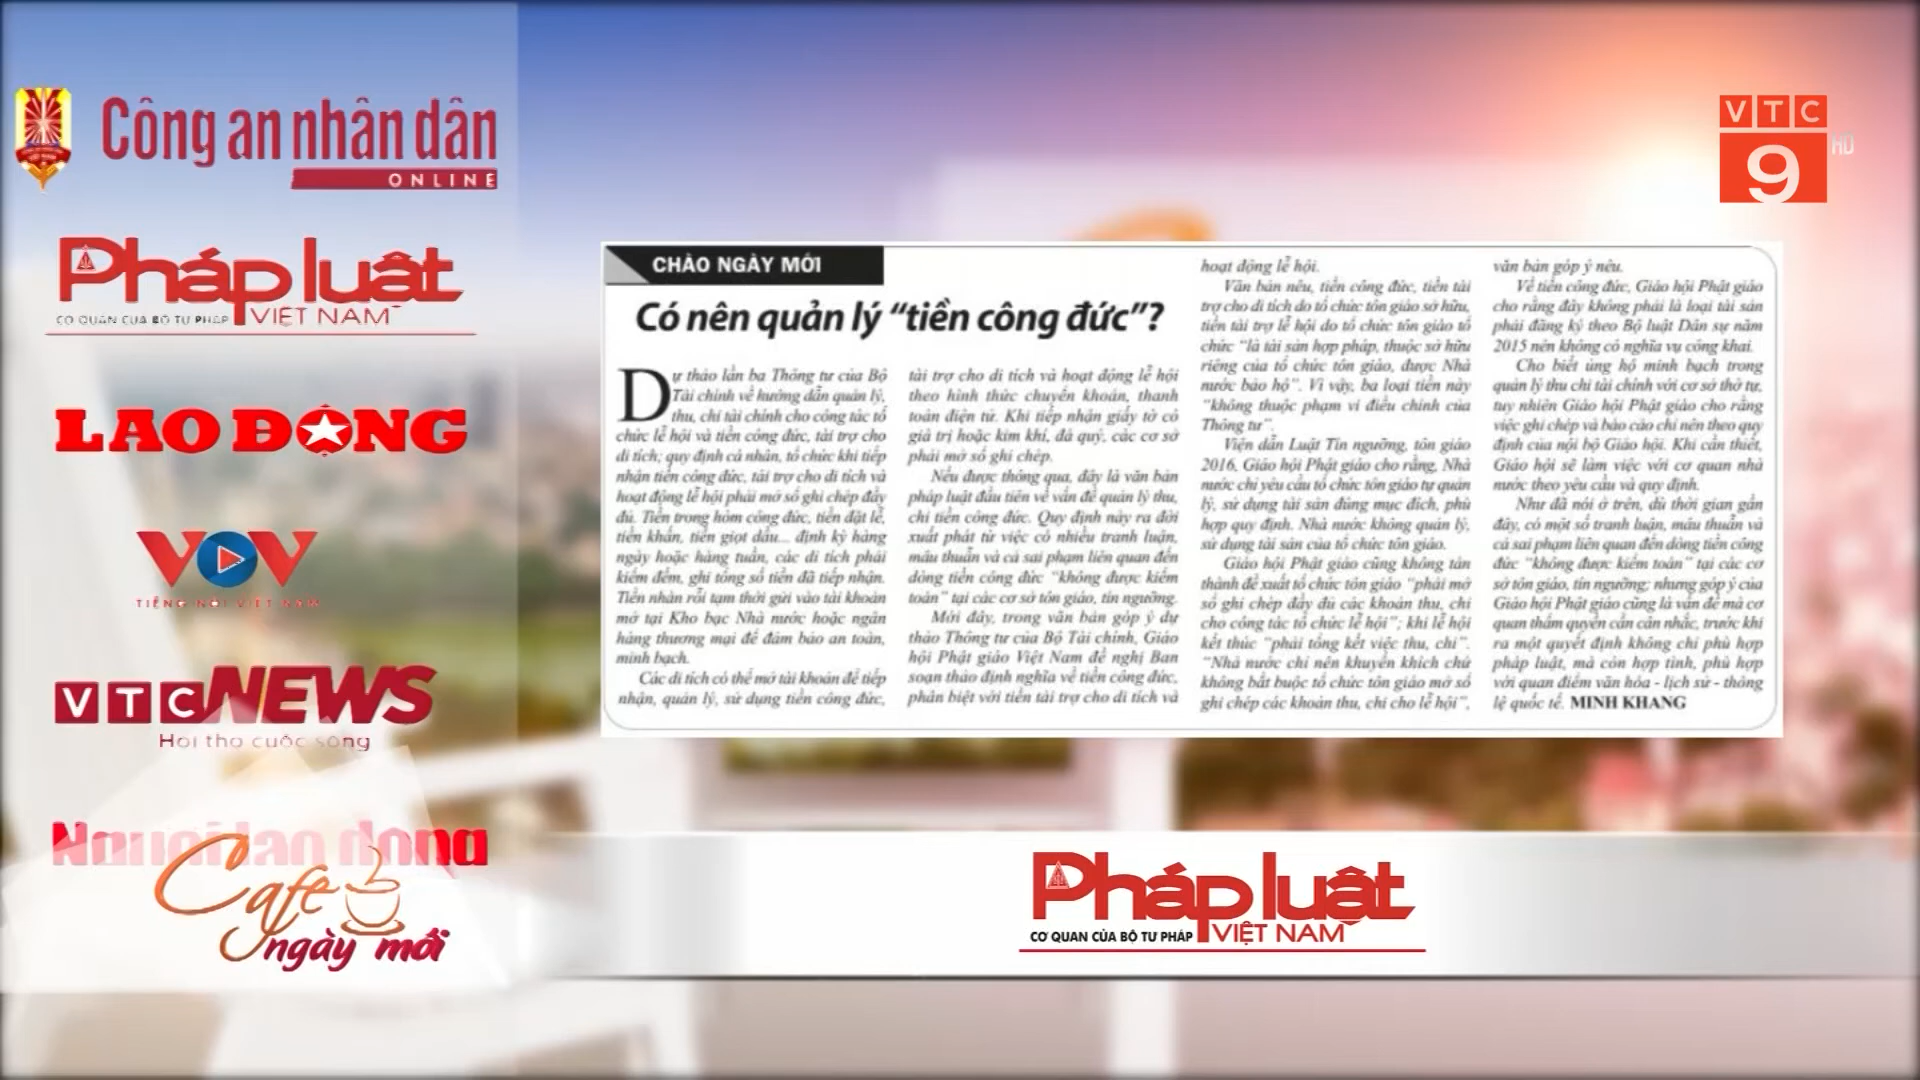 Công an nhân dân
ONLINE
Pháp luật
CƠ QUAN CỦA BỘ TƯ PHÁP VIỆT NAM
LAO ĐỘNG
VOV
TIẾNG NÓI VIỆT NAM
VTC NEWS
Hơi thở cuộc sống
Người lao động
Cafe
ngày mới
VTC
9
HD
CHÀO NGÀY MỚI
Có nên quản lý “tiền công đức”?
Dự thảo lần ba Thông tư của Bộ
Tài chính về hướng dẫn quản lý,
thu, chi tài chính cho công tác tổ
chức lễ hội và tiền công đức, tài trợ cho
di tích; quy định cá nhân, tổ chức khi tiếp
nhận tiền công đức, tài trợ cho di tích và
hoạt động lễ hội phải mở sổ ghi chép đầy
đủ. Tiền trong hòm công đức, tiền đặt lễ,
tiền khấn, tiền giọt dầu... định kỳ hàng
ngày hoặc hàng tuần, các di tích phải
kiểm đếm, ghi tổng số tiền đã tiếp nhận.
Tiền nhàn rỗi tạm thời gửi vào tài khoản
mở tại Kho bạc Nhà nước hoặc ngân
hàng thương mại để đảm bảo an toàn,
minh bạch.
Các di tích có thể mở tài khoản để tiếp
nhận, quản lý, sử dụng tiền công đức,
tài trợ cho di tích và hoạt động lễ hội
theo hình thức chuyển khoản, thanh
toán điện tử. Khi tiếp nhận giấy tờ có
giá trị hoặc kim khí, đá quý, các cơ sở
phải mở sổ ghi chép.
Nếu được thông qua, đây là văn bản
pháp luật đầu tiên về vấn đề quản lý thu,
chi tiền công đức. Quy định này ra đời
xuất phát từ việc có nhiều tranh luận,
mâu thuẫn và cả sai phạm liên quan đến
dòng tiền công đức “không được kiểm
toán” tại các cơ sở tôn giáo, tín ngưỡng.
Mới đây, trong văn bản góp ý dự
thảo Thông tư của Bộ Tài chính, Giáo
hội Phật giáo Việt Nam đề nghị Ban
soạn thảo định nghĩa về tiền công đức,
phân biệt với tiền tài trợ cho di tích và
hoạt động lễ hội.
Văn bản nêu, tiền công đức, tiền tài
trợ cho di tích do tổ chức tôn giáo sở hữu,
tiền tài trợ lễ hội do tổ chức tôn giáo tổ
chức “là tài sản hợp pháp, thuộc sở hữu
riêng của tổ chức tôn giáo, được Nhà
nước bảo hộ”. Vì vậy, ba loại tiền này
“không thuộc phạm vi điều chỉnh của
Thông tư”.
Viện dẫn Luật Tín ngưỡng, tôn giáo
2016, Giáo hội Phật giáo cho rằng, Nhà
nước chỉ yêu cầu tổ chức tôn giáo tự quản
lý, sử dụng tài sản đúng mục đích, phù
hợp quy định. Nhà nước không quản lý,
sử dụng tài sản của tổ chức tôn giáo.
Giáo hội Phật giáo cũng không tán
thành đề xuất tổ chức tôn giáo “phải mở
sổ ghi chép đầy đủ các khoản thu, chi
cho công tác tổ chức lễ hội”; khi lễ hội
kết thúc “phải tổng kết việc thu, chi”.
“Nhà nước chỉ nên khuyến khích chứ
không bắt buộc tổ chức tôn giáo mở sổ
ghi chép các khoản thu, chi cho lễ hội”,
văn bản góp ý nêu.
Về tiền công đức, Giáo hội Phật giáo
cho rằng đây không phải là loại tài sản
phải đăng ký theo Bộ luật Dân sự năm
2015 nên không có nghĩa vụ công khai.
Cho biết ủng hộ minh bạch trong
quản lý thu chi tài chính với cơ sở thờ tự,
tuy nhiên Giáo hội Phật giáo cho rằng
việc ghi chép và báo cáo chỉ nên theo quy
định của nội bộ Giáo hội. Khi cần thiết,
Giáo hội sẽ làm việc với cơ quan nhà
nước theo yêu cầu và quy định.
Như đã nói ở trên, dù thời gian gần
đây, có một số tranh luận, mâu thuẫn và
cả sai phạm liên quan đến dòng tiền công
đức “không được kiểm toán” tại các cơ
sở tôn giáo, tín ngưỡng; nhưng góp ý của
Giáo hội Phật giáo cũng là vấn đề mà cơ
quan thẩm quyền cần cân nhắc, trước khi
ra một quyết định không chỉ phù hợp
pháp luật, mà còn hợp tình, phù hợp
với quan điểm văn hóa - lịch sử - thông
lệ quốc tế. MINH KHANG
Pháp luật
CƠ QUAN CỦA BỘ TƯ PHÁP VIỆT NAM